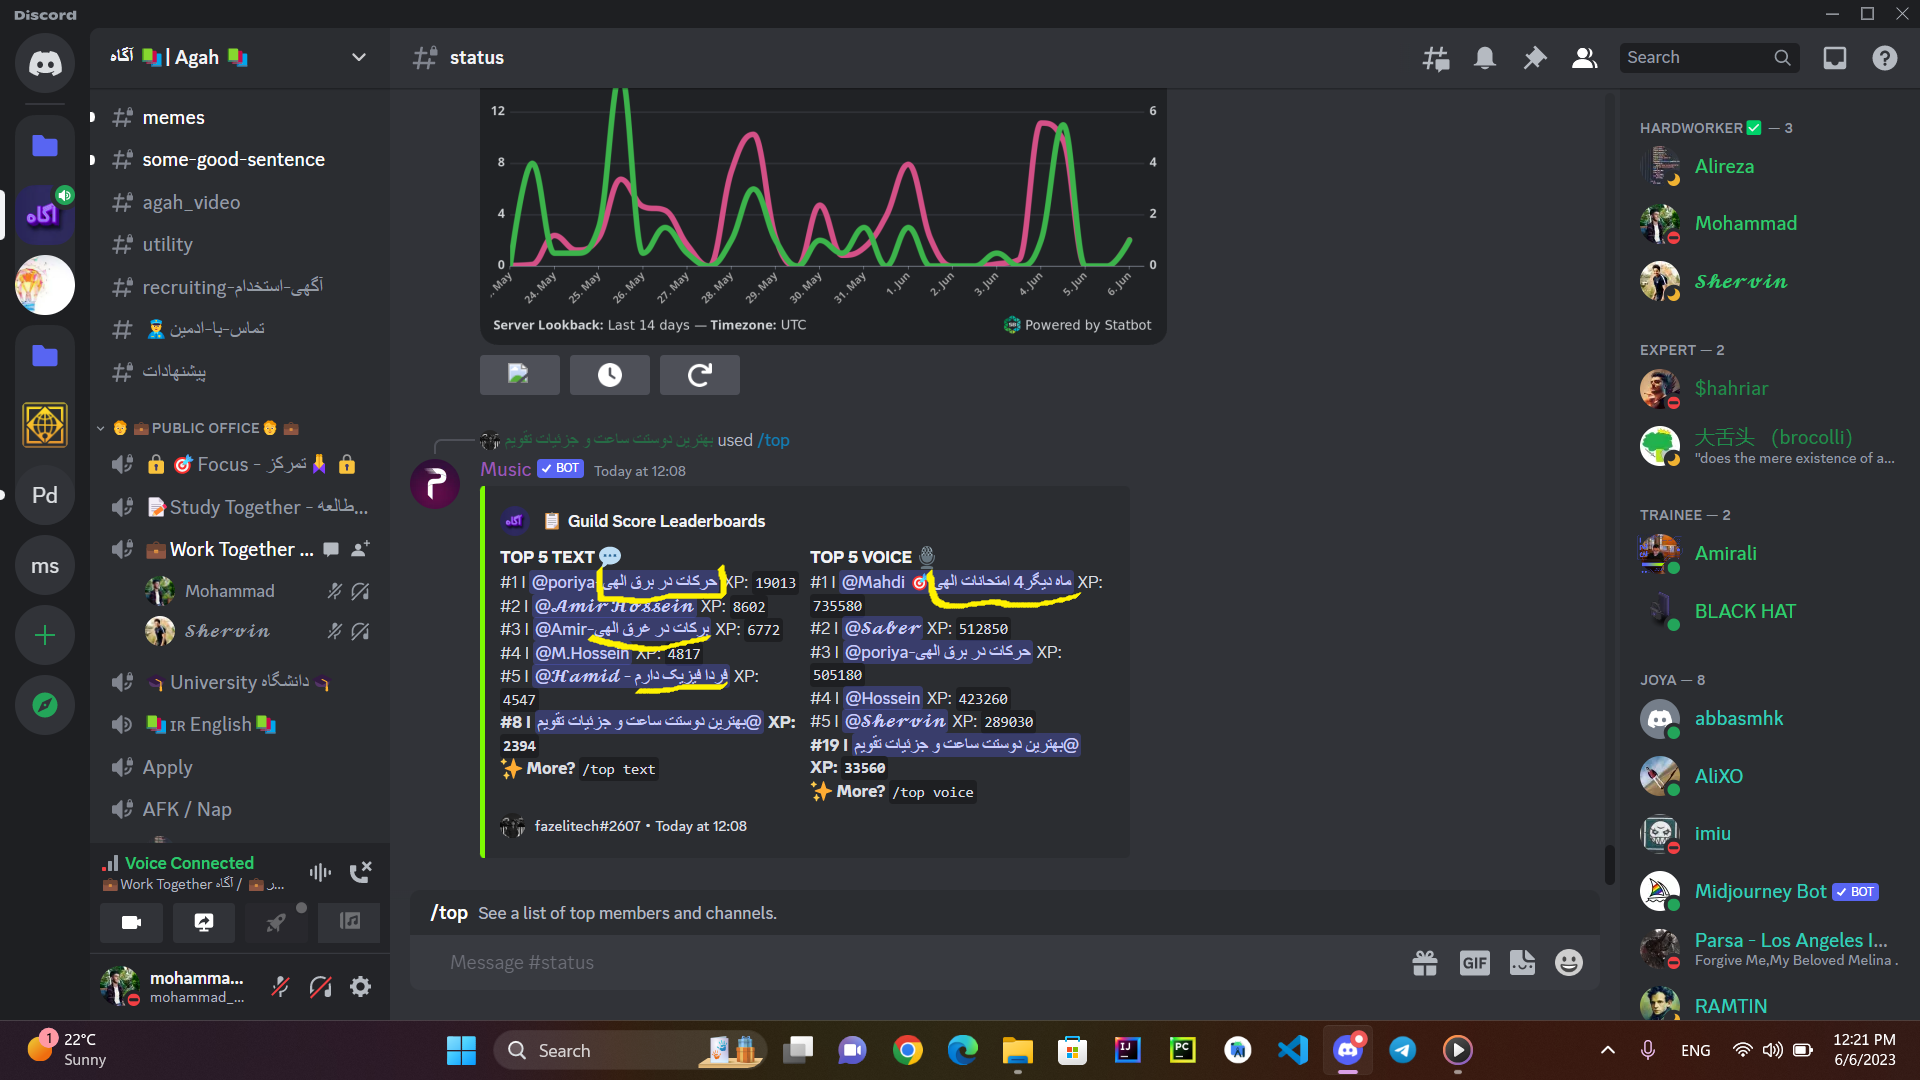 Discord
آگاه | Agah
status
Search
memes
some-good-sentence
agah_video
utility
recruiting-آگهی-استخدام
تماس-با-ادمین
پیشنهادات
PUBLIC OFFICE
Focus - تمرکز
Study Together - طالعه...
Work Together ...
Mohammad
Shervin
University دانشگاه
IR English
Apply
AFK / Nap
Voice Connected
Work Together آگاه / ر...
mohamma...
mohammad_...
آگاه
Pd
ms
12
8
4
0
6
4
2
0
. May
24. May
25. May
26. May
27. May
28. May
29. May
30. May
31. May
1. Jun
2. Jun
3. Jun
4. Jun
5. Jun
6. Jun
Server Lookback: Last 14 days — Timezone: UTC
Powered by Statbot
بهترین دوستت ساعت و جزئیات تقویم used /top
Music BOT Today at 12:08
Guild Score Leaderboards
TOP 5 TEXT
#1 | @poriya-حرکات در برق الهی XP: 19013
#2 | @Amir Hossein XP: 8602
#3 | @Amir-برکات در غرق الهی XP: 6772
#4 | @M.Hossein XP: 4817
#5 | @Hamid - فردا فیزیک دارم XP:
4547
#8 | @بهترین دوستت ساعت و جزئیات تقویم XP:
2394
More? /top text
TOP 5 VOICE
#1 | @Mahdi ماه دیگر4 امتحانات الهی XP:
735580
#2 | @Saber XP: 512850
#3 | @poriya-حرکات در برق الهی XP:
505180
#4 | @Hossein XP: 423260
#5 | @Shervin XP: 289030
#19 | @بهترین دوستت ساعت و جزئیات تقویم
XP: 33560
More? /top voice
fazelitech#2607 • Today at 12:08
/top See a list of top members and channels.
Message #status
GIF
HARDWORKER — 3
Alireza
Mohammad
Shervin
EXPERT — 2
$hahriar
大舌头 （brocolli）
"does the mere existence of a...
TRAINEE — 2
Amirali
BLACK HAT
JOYA — 8
abbasmhk
AliXO
imiu
Midjourney Bot BOT
Parsa - Los Angeles I...
Forgive Me,My Beloved Melina .
RAMTIN
1
22°C
Sunny
Search
IJ
PC
ENG
12:21 PM
6/6/2023